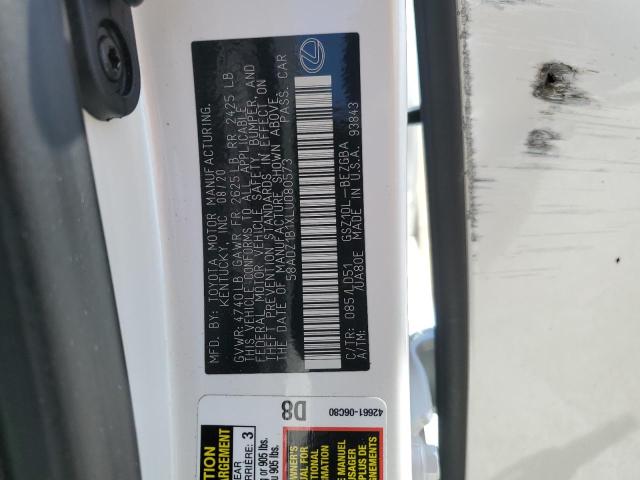 MFD. BY: TOYOTA MOTOR MANUFACTURING,
KENTUCKY, INC 08/20
GVWR: 4740LB GAWR FR 2625LB RR 2425 LB
THIS VEHICLE CONFORMS TO ALL APPLICABLE
FEDERAL MOTOR VEHICLE SAFETY, BUMPER, AND
THEFT PREVENTION STANDARDS IN EFFECT ON
THE DATE OF MANUFACTURE SHOWN ABOVE.
58ADZ1B1XLU080573 PASS. CAR
C/TR: 085/LD51 GSZ10L-BEZGBA
A/TM: /UA80E MADE IN U.S.A. 93843
D8
42661-06C80
3
MANUEL